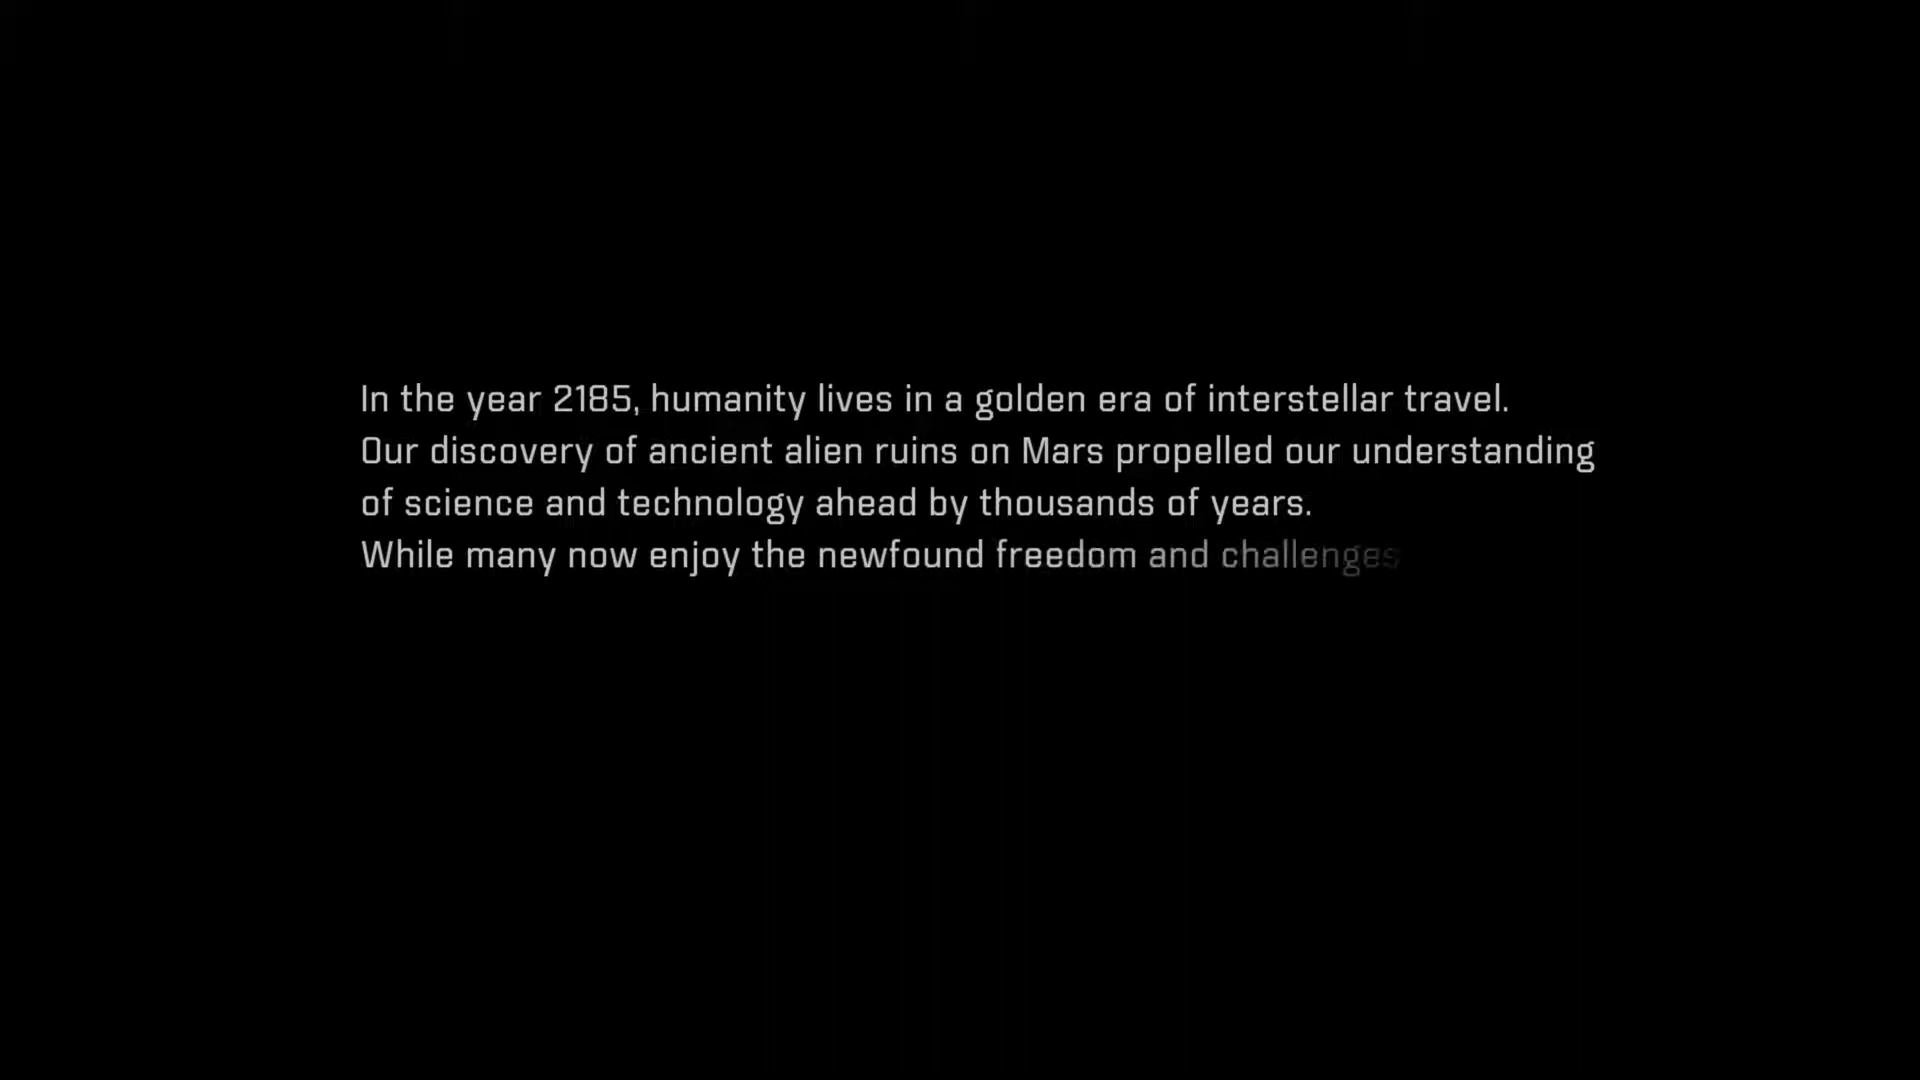 In the year 2185, humanity lives in a golden era of interstellar travel.
Our discovery of ancient alien ruins on Mars propelled our understanding
of science and technology ahead by thousands of years.
While many now enjoy the newfound freedom and challenges